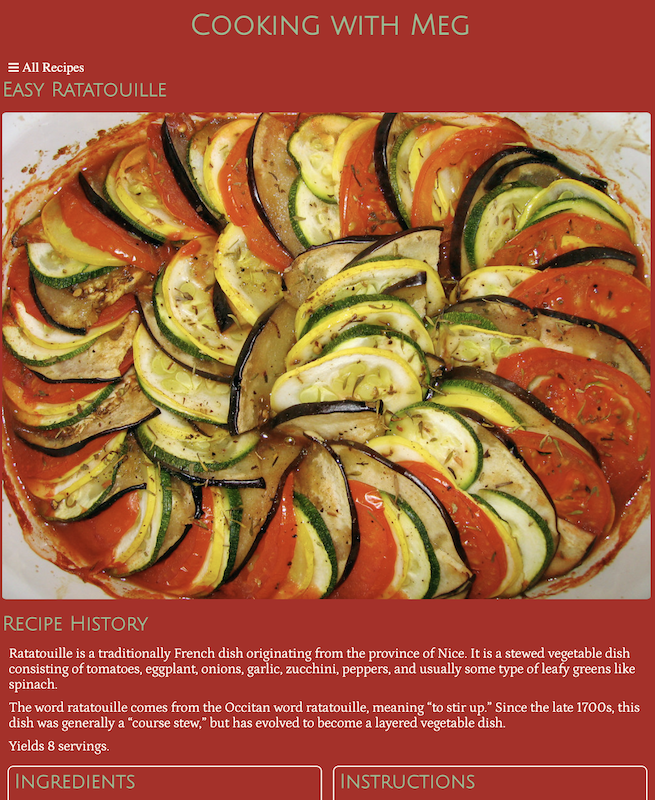 Cooking with Meg
All Recipes
Easy Ratatouille
Recipe History
Ratatouille is a traditionally French dish originating from the province of Nice. It is a stewed vegetable dish
consisting of tomatoes, eggplant, onions, garlic, zucchini, peppers, and usually some type of leafy greens like
spinach.
The word ratatouille comes from the Occitan word ratatouille, meaning “to stir up.” Since the late 1700s, this
dish was generally a “course stew,” but has evolved to become a layered vegetable dish.
Yields 8 servings.
Ingredients
Instructions